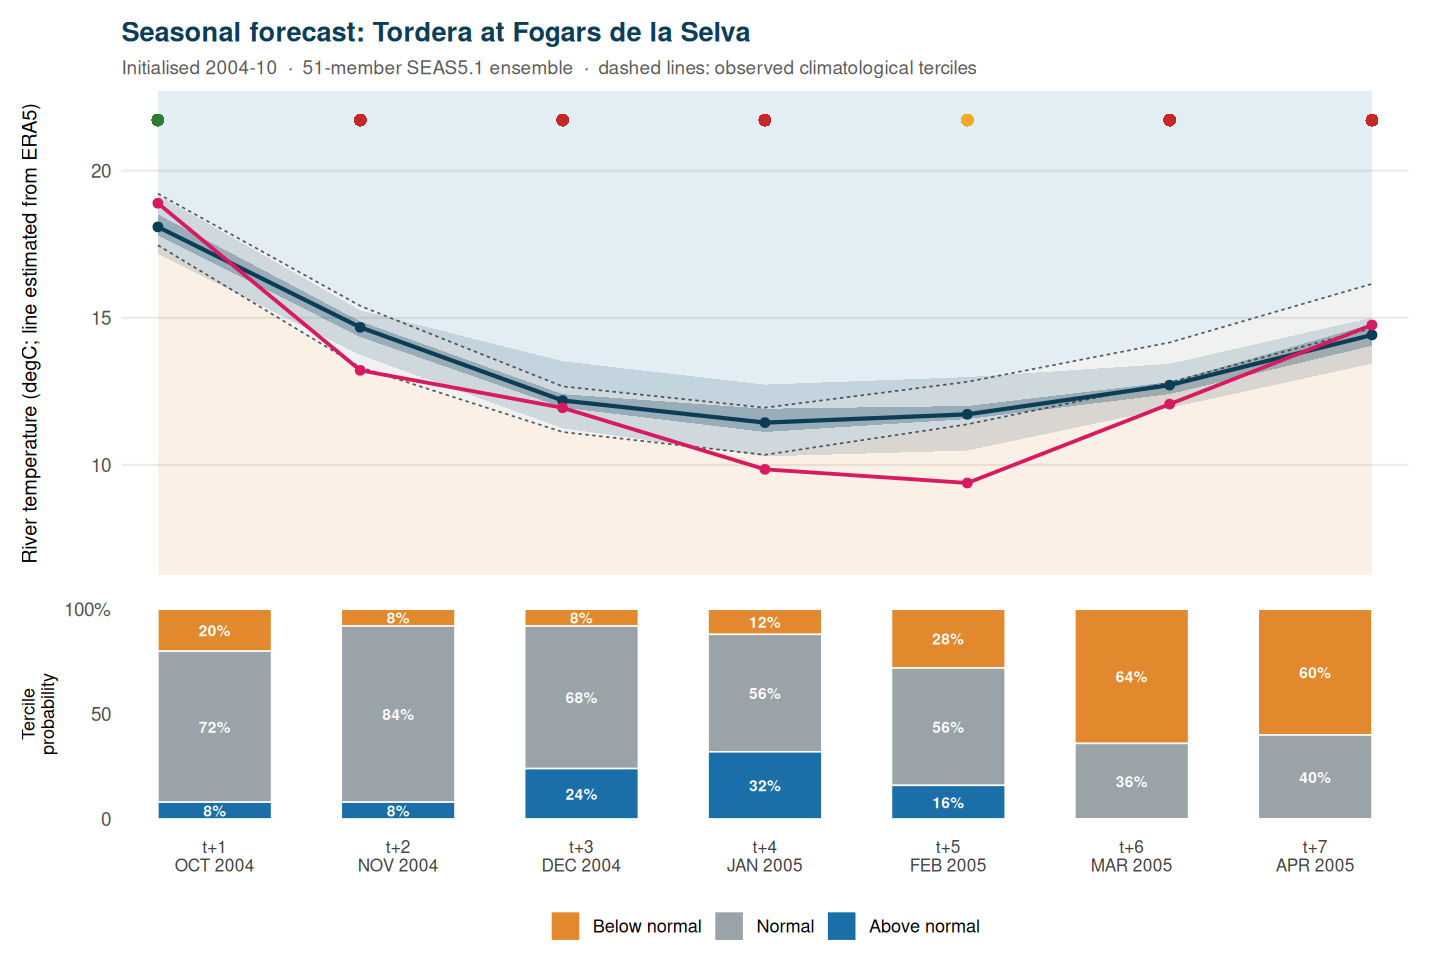 Seasonal forecast: Tordera at Fogars de la Selva
Initialised 2004-10 · 51-member SEAS5.1 ensemble · dashed lines: observed climatological terciles
River temperature (degC; line estimated from ERA5)
20
15
10
Tercile
probability
100%
50
0
20%
72%
8%
8%
84%
8%
8%
68%
24%
12%
56%
32%
28%
56%
16%
64%
36%
60%
40%
t+1
OCT 2004
t+2
NOV 2004
t+3
DEC 2004
t+4
JAN 2005
t+5
FEB 2005
t+6
MAR 2005
t+7
APR 2005
Below normal
Normal
Above normal